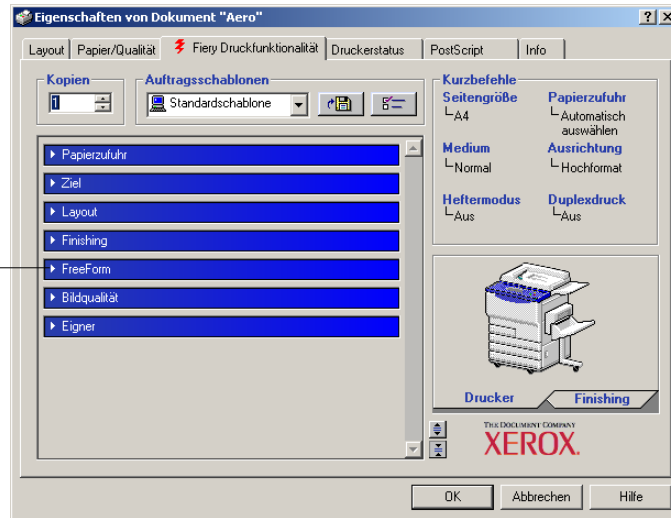 Eigenschaften von Dokument "Aero"
Layout
Papier/Qualität
Fiery Druckfunktionalität
Druckerstatus
PostScript
Info
Kopien
1
Auftragsschablonen
Standardschablone
Papierzufuhr
Ziel
Layout
Finishing
FreeForm
Bildqualität
Eigner
Kurzbefehle
Seitengröße
A4
Papierzufuhr
Automatisch
auswählen
Medium
Normal
Ausrichtung
Hochformat
Heftermodus
Aus
Duplexdruck
Aus
Drucker
Finishing
THE DOCUMENT COMPANY
XEROX.
OK
Abbrechen
Hilfe